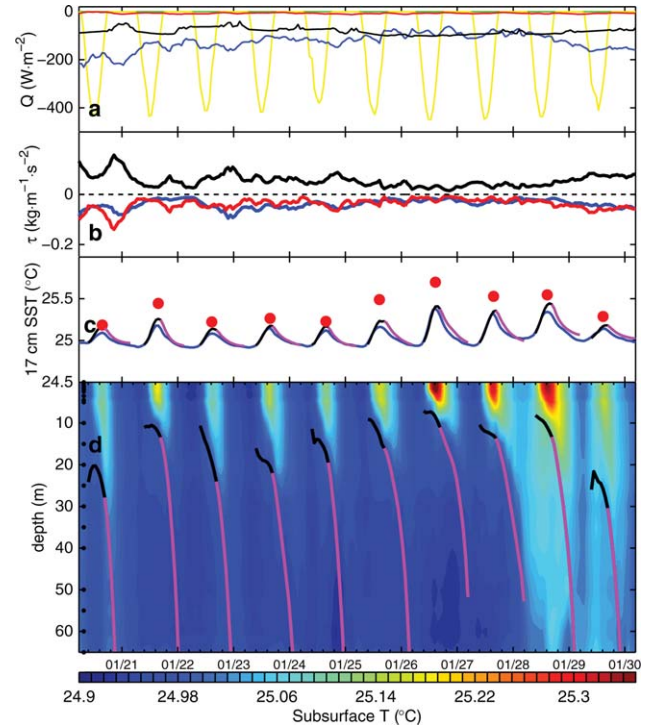 0
−200
−400
Q (W·m−2)
a
0
−0.2
τ (kg·m−1·s−2)
b
25.5
25
24.5
17 cm SST (°C)
c
10
20
30
40
50
60
depth (m)
d
01/21 01/22 01/23 01/24 01/25 01/26 01/27 01/28 01/29 01/30
24.9 24.98 25.06 25.14 25.22 25.3
Subsurface T (°C)